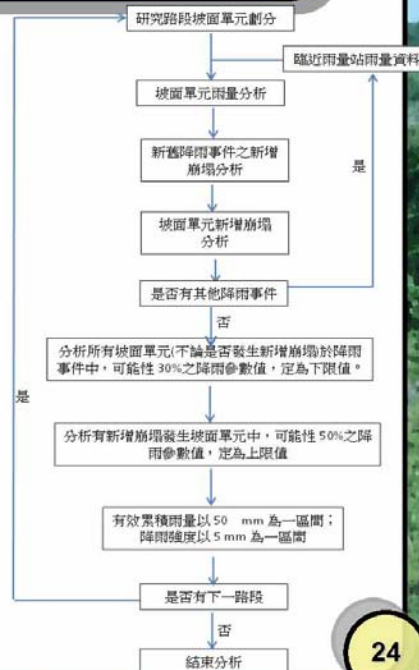 研究路段坡面單元劃分
臨近雨量站雨量資料
坡面單元雨量分析
新舊降雨事件之新增
崩塌分析
是
坡面單元新增崩塌
分析
是否有其他降雨事件
否
分析所有坡面單元(不論是否發生新增崩塌)於降雨
事件中，可能性30%之降雨參數值，定為下限值。
是
分析有新增崩塌發生坡面單元中，可能性50%之降
雨參數值，定為上限值
有效累積雨量以50 mm 為一區間；
降雨強度以5 mm 為一區間
是否有下一路段
否
結束分析
24